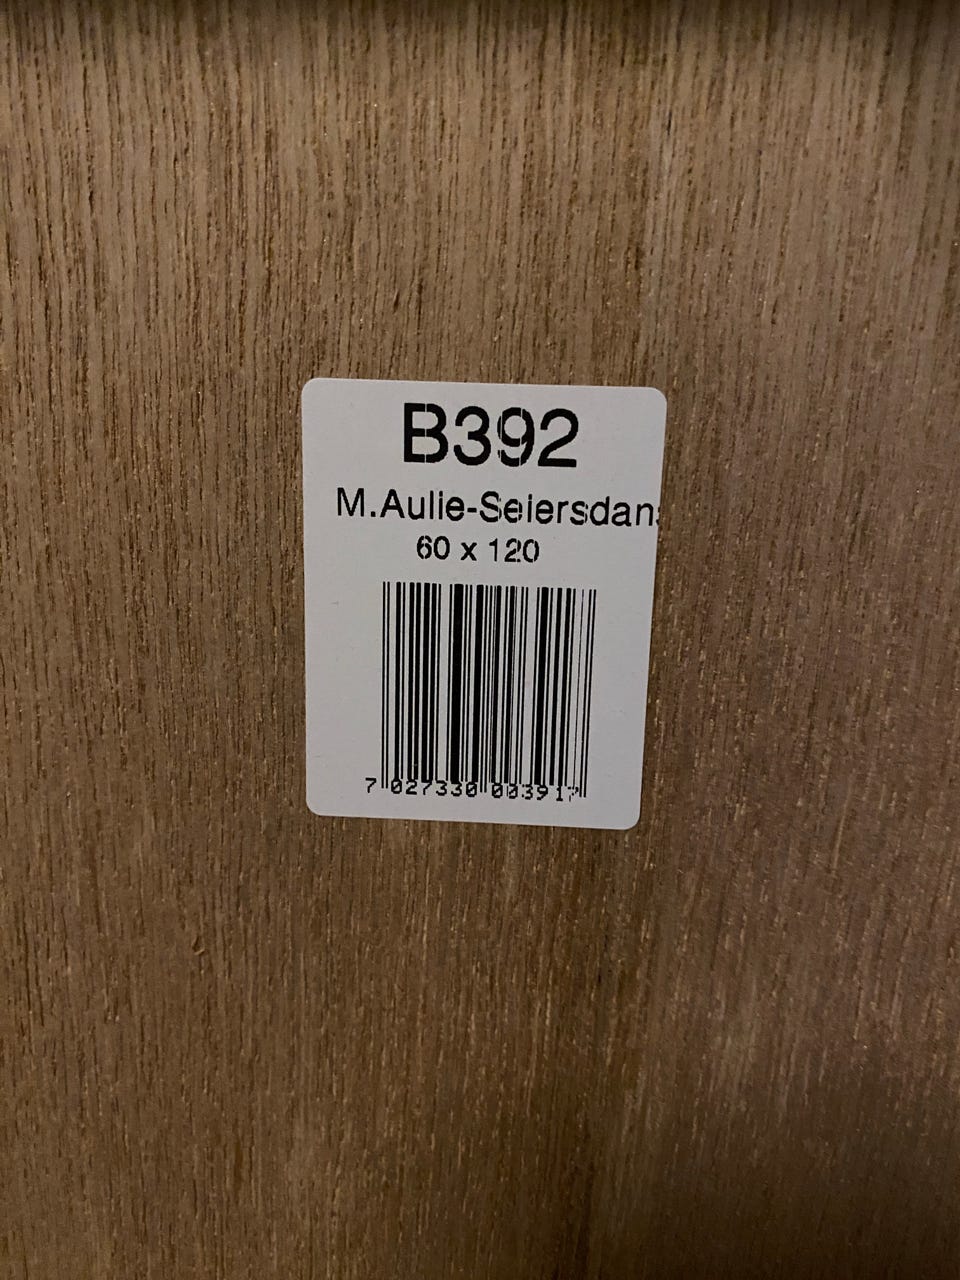 B392
M.Aulie-Seiersdans
60 x 120
7 027330 003917